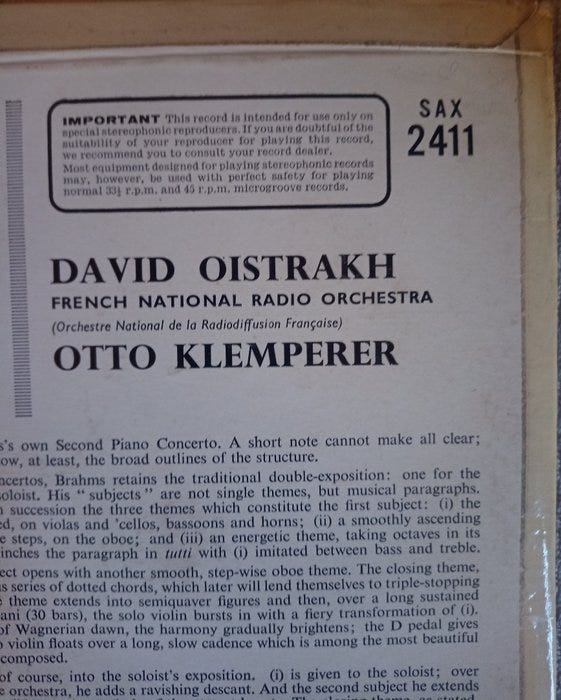 IMPORTANT This record is intended for use only on
special stereophonic reproducers. If you are doubtful of the
suitability of your reproducer for playing this record,
we recommend you to consult your record dealer.
Most equipment designed for playing stereophonic records
may, however, be used with perfect safety for playing
normal 33⅓ r.p.m. and 45 r.p.m. microgroove records.
SAX
2411
DAVID OISTRAKH
FRENCH NATIONAL RADIO ORCHESTRA
(Orchestre National de la Radiodiffusion Française)
OTTO KLEMPERER
s's own Second Piano Concerto. A short note cannot make all clear;
ow, at least, the broad outlines of the structure.
ncertos, Brahms retains the traditional double-exposition: one for the
oloist. His "subjects" are not single themes, but musical paragraphs.
n succession the three themes which constitute the first subject: (i) the
ed, on violas and 'cellos, bassoons and horns; (ii) a smoothly ascending
e steps, on the oboe; and (iii) an energetic theme, taking octaves in its
inches the paragraph in tutti with (i) imitated between bass and treble.
ect opens with another smooth, step-wise oboe theme. The closing theme,
s series of dotted chords, which later will lend themselves to triple-stopping
e theme extends into semiquaver figures and then, over a long sustained
ani (30 bars), the solo violin bursts in with a fiery transformation of (i).
of Wagnerian dawn, the harmony gradually brightens; the D pedal gives
o violin floats over a long, slow cadence which is among the most beautiful
composed.
of course, into the soloist's exposition. (i) is given to the soloist; over
e orchestra, he adds a ravishing descant. And the second subject he extends